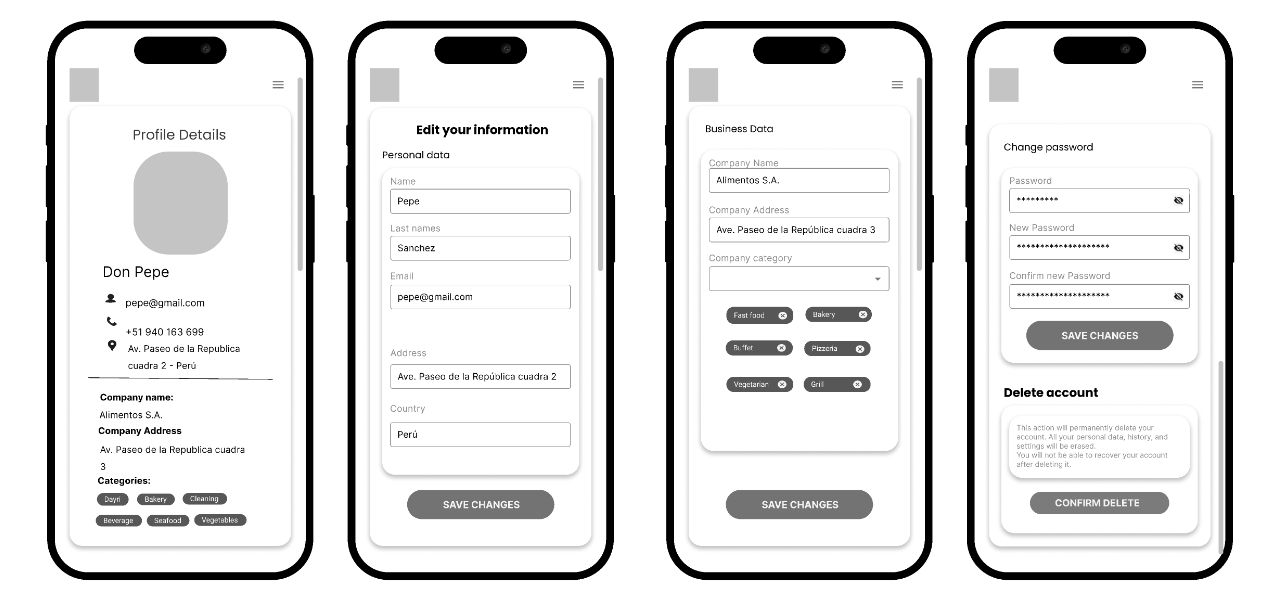 Profile Details
Don Pepe
pepe@gmail.com
+51 940 163 699
Av. Paseo de la Republica
cuadra 2 - Perú
Company name:
Alimentos S.A.
Company Address
Av. Paseo de la Republica cuadra
3
Categories:
Dayri Bakery Cleaning
Beverage Seafood Vegetables
Edit your information
Personal data
Name
Pepe
Last names
Sanchez
Email
pepe@gmail.com
Address
Ave. Paseo de la República cuadra 2
Country
Perú
SAVE CHANGES
Business Data
Company Name
Alimentos S.A.
Company Address
Ave. Paseo de la República cuadra 3
Company category
Fast food Bakery
Buffet Pizzeria
Vegetarian Grill
SAVE CHANGES
Change password
Password
*********
New Password
********************
Confirm new Password
********************
SAVE CHANGES
Delete account
This action will permanently delete your
account. All your personal data, history, and
settings will be erased.
You will not be able to recover your account
after deleting it.
CONFIRM DELETE